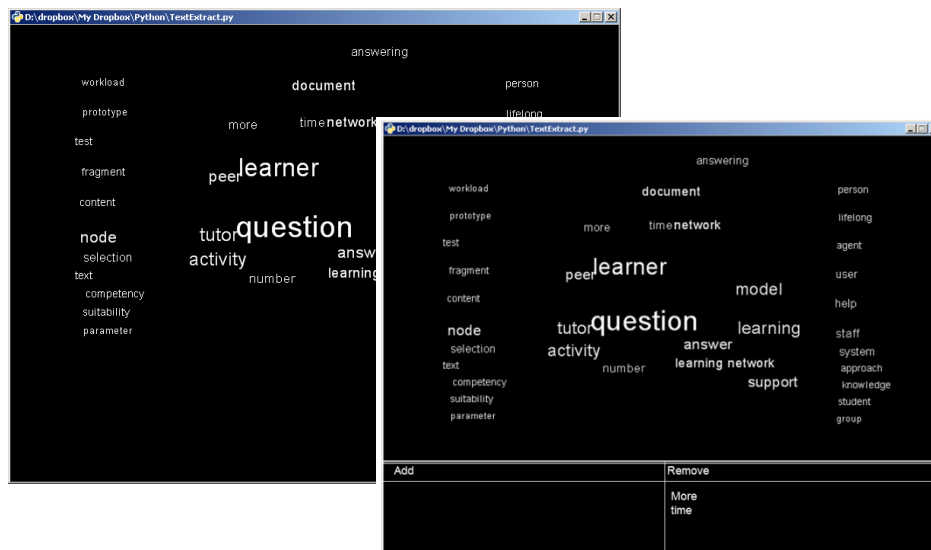 D:\dropbox\My Dropbox\Python\TextExtract.py
answering
workload document person
prototype more time network lifelong
test
peer learner
fragment
content
tutor question
node activity answ
selection number learning
text
competency
suitability
parameter
D:\dropbox\My Dropbox\Python\TextExtract.py
answering
workload document person
prototype more time network lifelong
test agent
fragment peer learner user
content model help
node tutor question learning staff
selection activity answer system
text number learning network approach
competency support knowledge
suitability student
parameter group
Add Remove
More
time